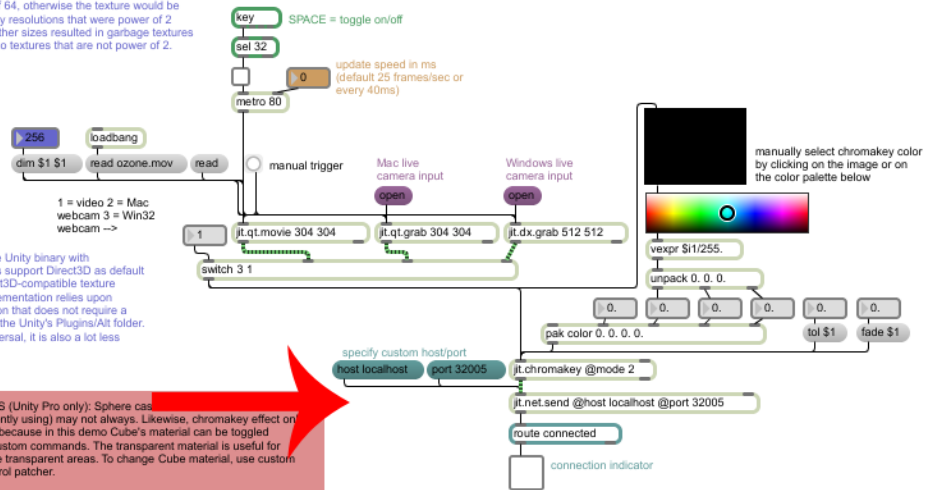 of 64, otherwise the texture would be
resolutions that were power of 2
other sizes resulted in garbage textures
to textures that are not power of 2.
key
SPACE = toggle on/off
sel 32
0
update speed in ms
(default 25 frames/sec or
every 40ms)
metro 80
256
loadbang
dim $1 $1
read ozone.mov
read
manual trigger
Mac live
camera input
Windows live
camera input
open
open
manually select chromakey color
by clicking on the image or on
the color palette below
1 = video 2 = Mac
webcam 3 = Win32
webcam -->
1
jit.qt.movie 304 304
jit.qt.grab 304 304
jit.dx.grab 512 512
switch 3 1
vexpr $i1/255.
unpack 0. 0. 0.
Unity binary with
support Direct3D as default
relies upon
that does not require a
the Unity's Plugins/Alt folder.
it is also a lot less
0.
0.
0.
0.
0.
0.
pak color 0. 0. 0. 0.
tol $1
fade $1
specify custom host/port
host localhost
port 32005
jit.chromakey @mode 2
jit.net.send @host localhost @port 32005
route connected
connection indicator
(Unity Pro only): Sphere
using) may not always. Likewise, chromakey effect on
because in this demo Cube's material can be toggled
commands. The transparent material is useful for
transparent areas. To change Cube material, use custom
patcher.